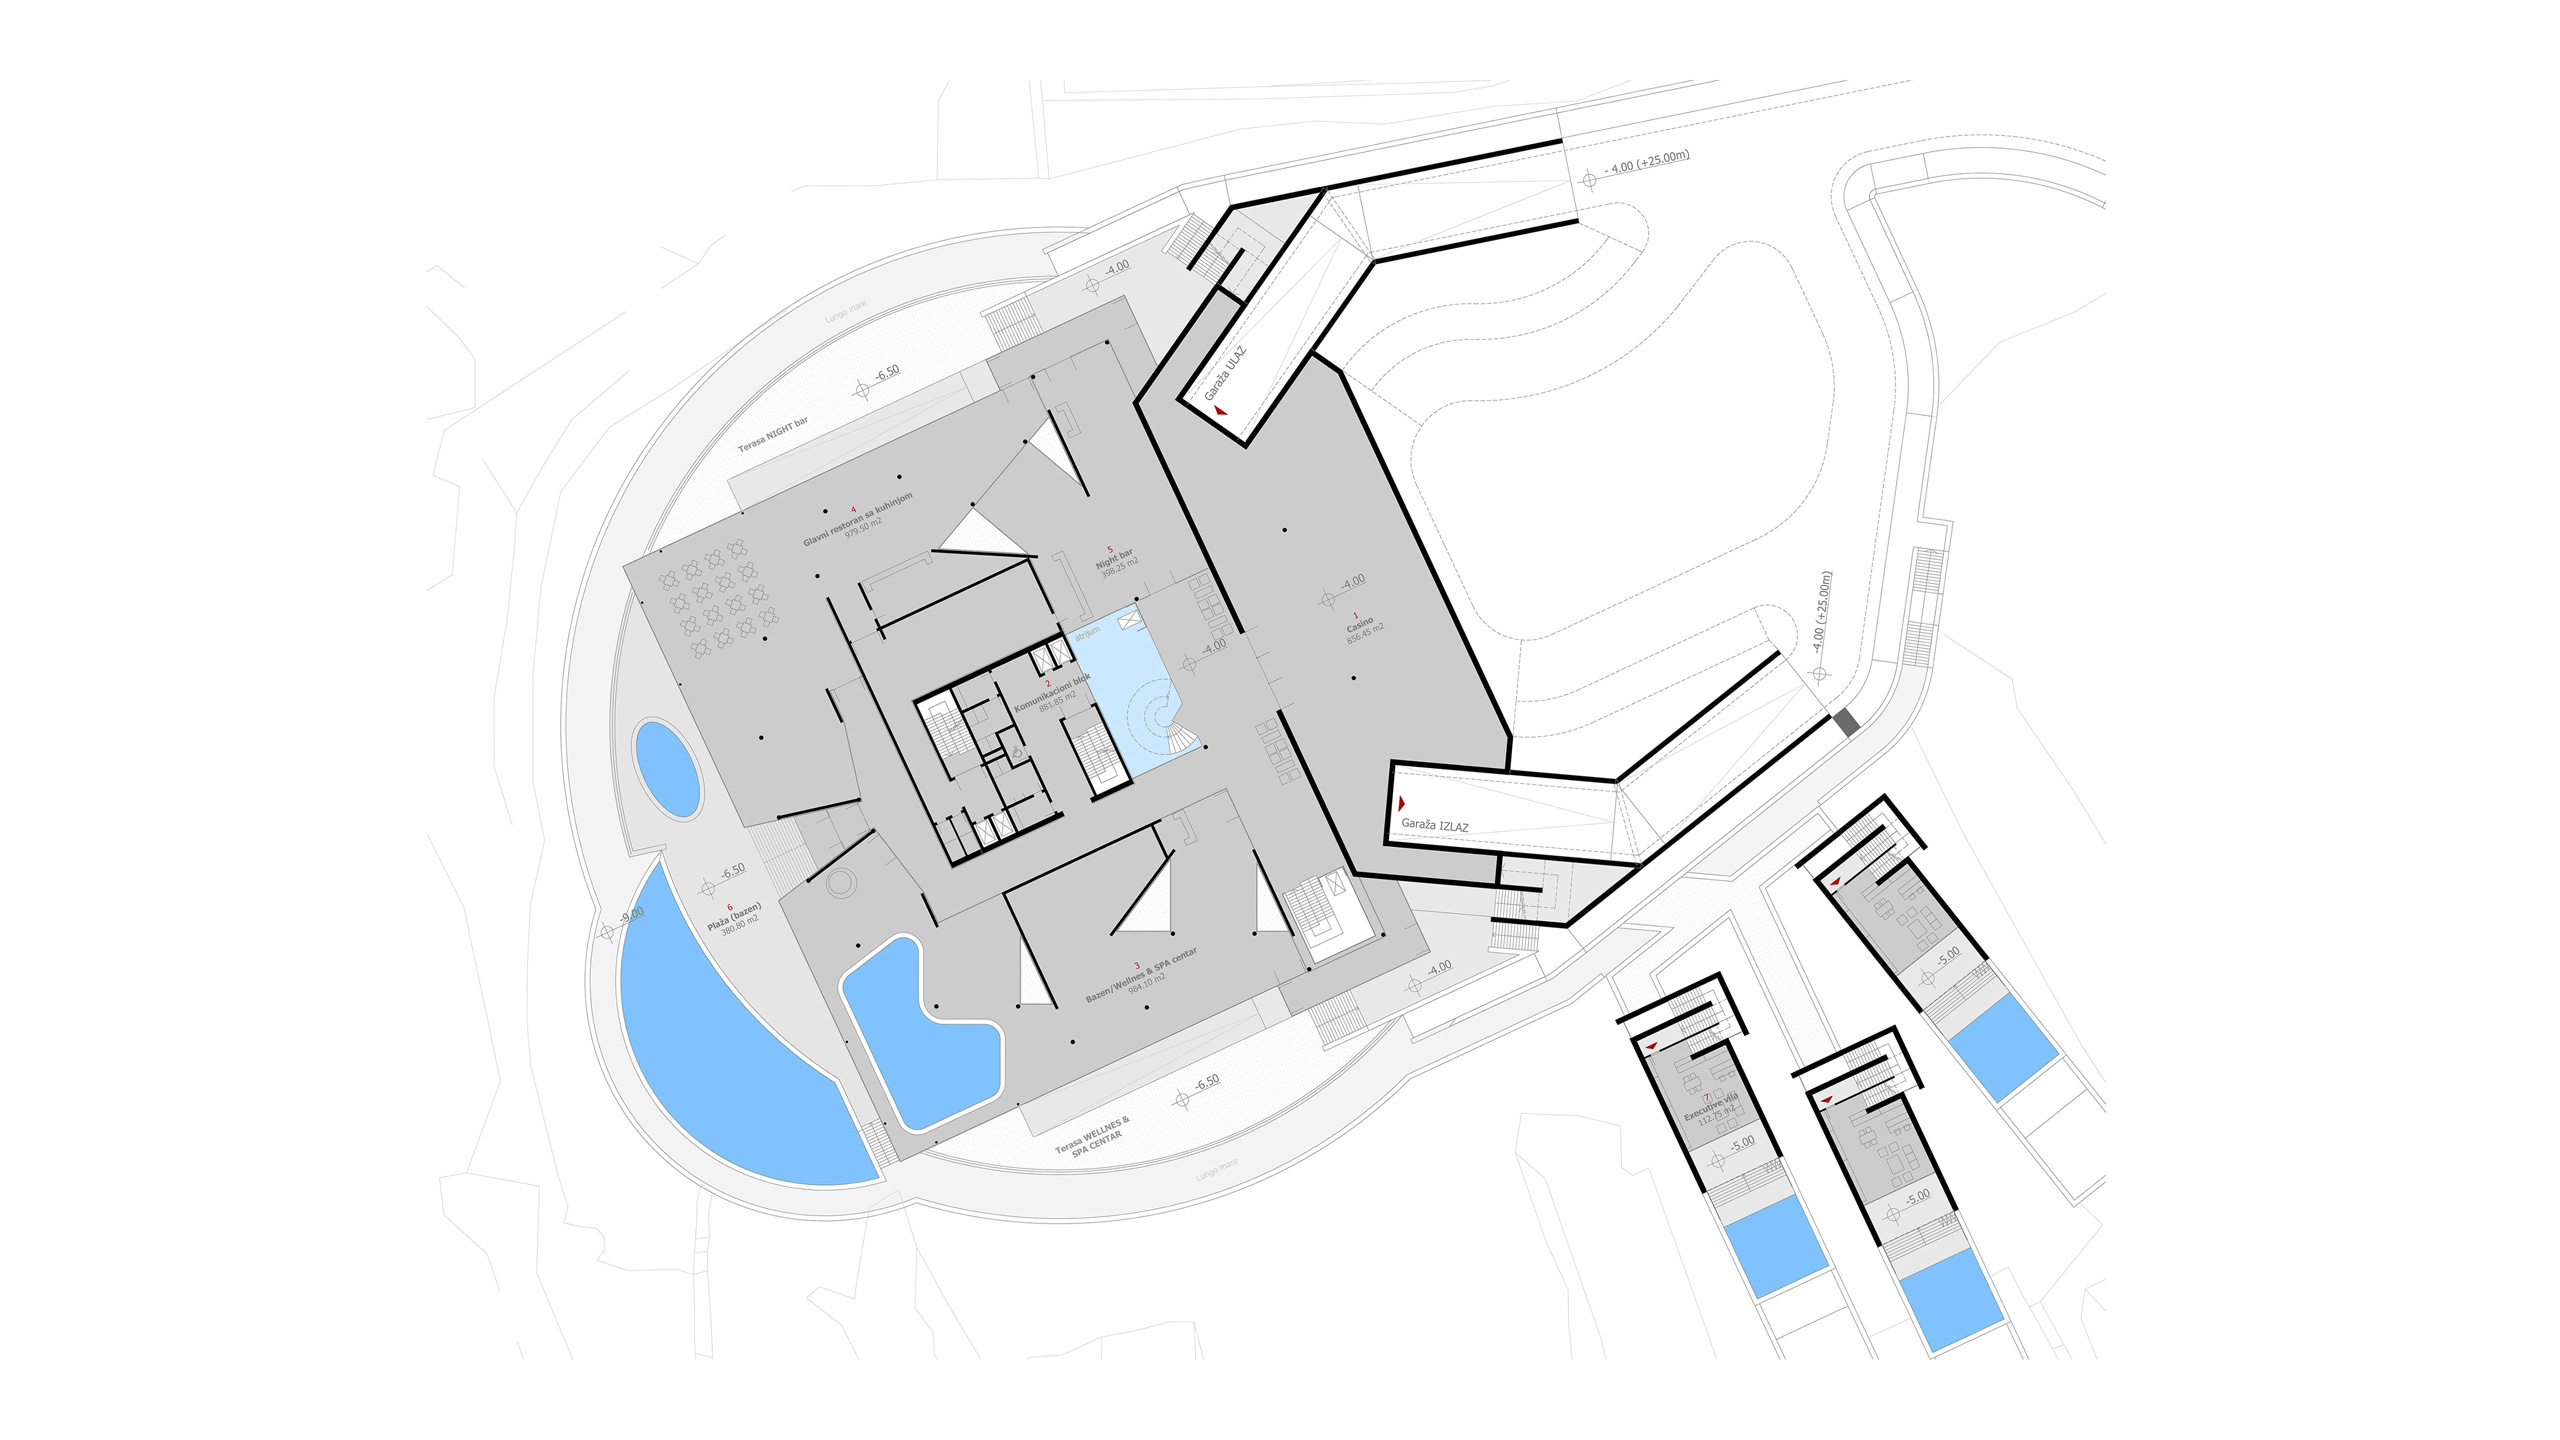 - 4.00 (+25.00m)
-4.00
Lungo mare
-6.50
Garaža ULAZ
Terasa NIGHT bar
4
Glavni restoran sa kuhinjom
979.50 m2
5
Night bar
398.25 m2
-4.00
1
Casino
856.45 m2
-4.00 (+25.00m)
atrijum
-4.00
2
Komunikacioni blok
881.85 m2
Garaža IZLAZ
-6.50
6
Plaža (bazen)
380.80 m2
-9.00
3
Bazen/Wellnes & SPA centar
984.10 m2
-4.00
-5.00
-6.50
Terasa WELLNES &
SPA CENTAR
Lungo mare
7
Executive vila
112.75 m2
-5.00
-5.00